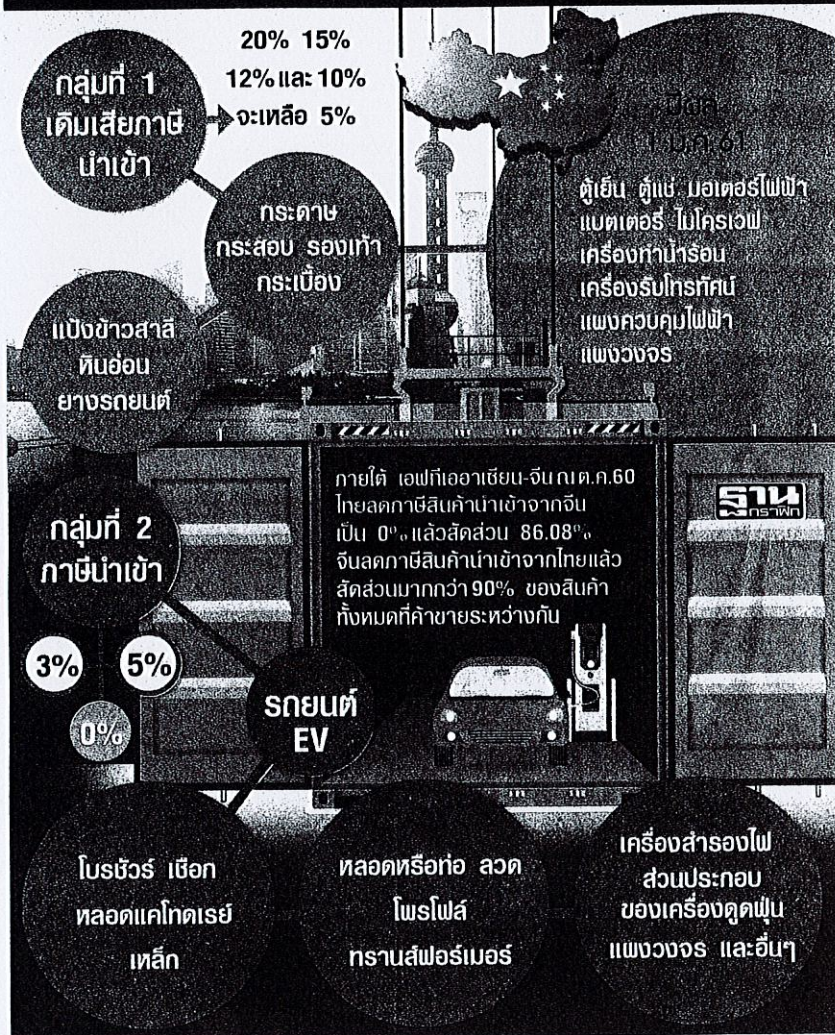 กลุ่มที่ 1
เดิมเสียภาษี
นำเข้า
20% 15%
12% และ 10%
จะเหลือ 5%
กระดาษ
กระสอบ รองเท้า
กระเบื้อง
แป้งข้าวสาลี
หินอ่อน
ยางรถยนต์
มีผล
1 ม.ค.61
ตู้เย็น ตู้แช่ มอเตอร์ไฟฟ้า
แบตเตอรี่ ไมโครเวฟ
เครื่องทำน้ำร้อน
เครื่องรับโทรทัศน์
แผงควบคุมไฟฟ้า
แผงวงจร
กลุ่มที่ 2
ภาษีนำเข้า
3% 5%
0%
ภายใต้ เอฟทีเออาเซียน-จีน ณ ต.ค.60
ไทยลดภาษีสินค้านำเข้าจากจีน
เป็น 0% แล้วสัดส่วน 86.08%
จีนลดภาษีสินค้านำเข้าจากไทยแล้ว
สัดส่วนมากกว่า 90% ของสินค้า
ทั้งหมดที่ค้าขายระหว่างกัน
ฐาน
กราฟิก
รถยนต์
EV
โบรชัวร์ เชือก
หลอดแคโทดเรย์
เหล็ก
หลอดหรือท่อ ลวด
โพรไฟล์
ทรานส์ฟอร์เมอร์
เครื่องสำรองไฟ
ส่วนประกอบ
ของเครื่องดูดฝุ่น
แผงวงจร และอื่นๆ